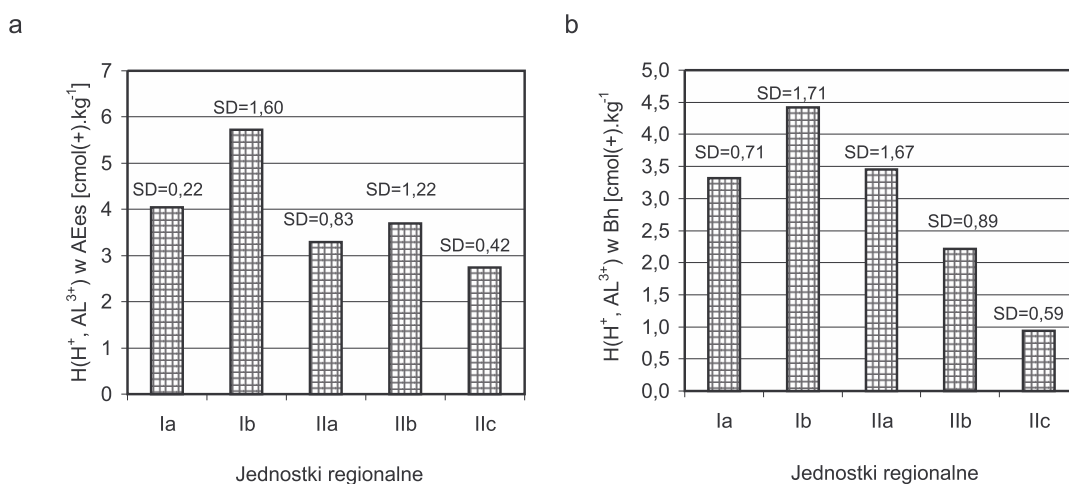 a
H(H⁺, AL³⁺) w AEes [cmol(+).kg⁻¹]
7
6
5
4
3
2
1
0
SD=0,22
SD=1,60
SD=0,83
SD=1,22
SD=0,42
Ia Ib IIa IIb IIc
Jednostki regionalne
b
H(H⁺, AL³⁺) w Bh [cmol(+).kg⁻¹]
5,0
4,5
4,0
3,5
3,0
2,5
2,0
1,5
1,0
0,5
0,0
SD=0,71
SD=1,71
SD=1,67
SD=0,89
SD=0,59
Ia Ib IIa IIb IIc
Jednostki regionalne